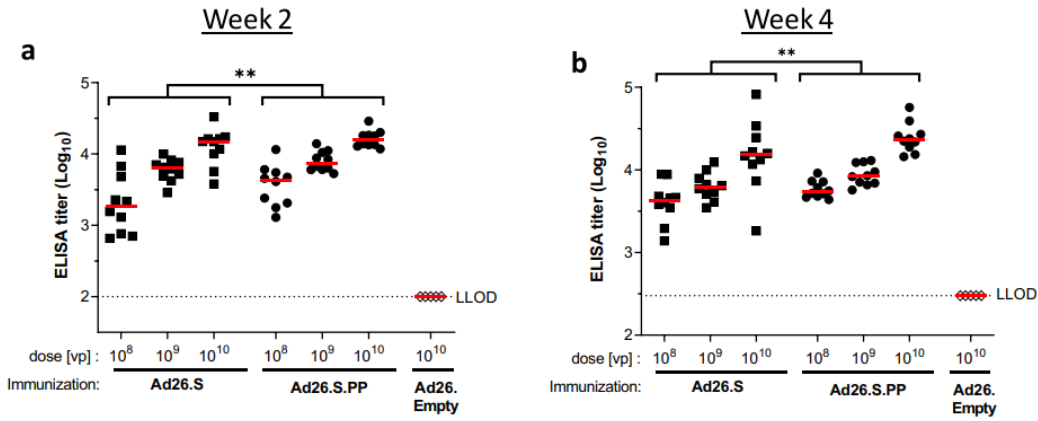 Week 2
Week 4
a
**
5
4
3
2
ELISA titer (Log10)
LLOD
dose [vp] :
10^8
10^9
10^10
10^8
10^9
10^10
10^10
Immunization:
Ad26.S
Ad26.S.PP
Ad26.
Empty
b
**
5
4
3
2
ELISA titer (Log10)
LLOD
dose [vp] :
10^8
10^9
10^10
10^8
10^9
10^10
10^10
Immunization:
Ad26.S
Ad26.S.PP
Ad26.
Empty